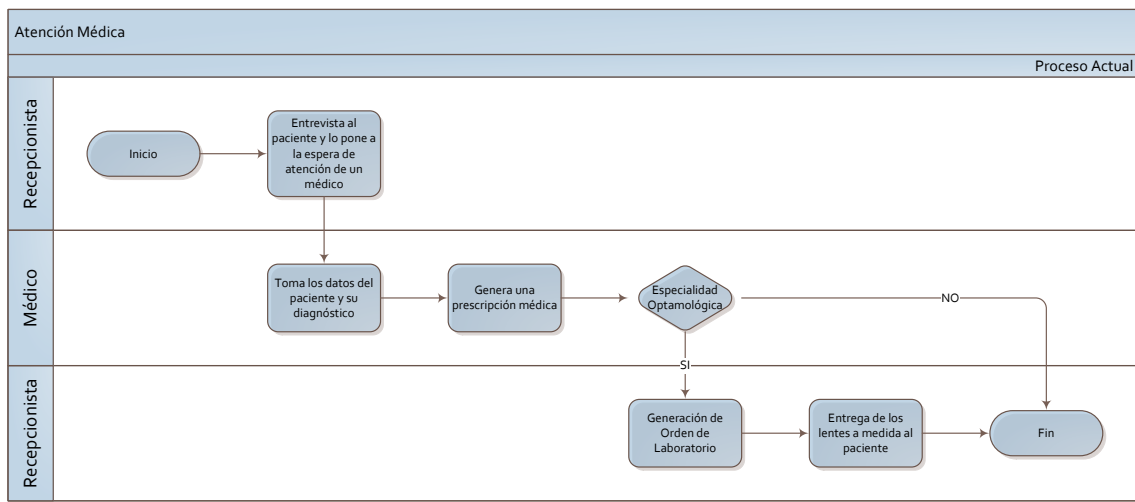 Atención Médica
Proceso Actual
Recepcionista
Inicio
Entrevista al
paciente y lo pone a
la espera de
atención de un
médico
Médico
Toma los datos del
paciente y su
diagnóstico
Genera una
prescripción médica
Especialidad
Optamológica
NO
SI
Recepcionista
Generación de
Orden de
Laboratorio
Entrega de los
lentes a medida al
paciente
Fin